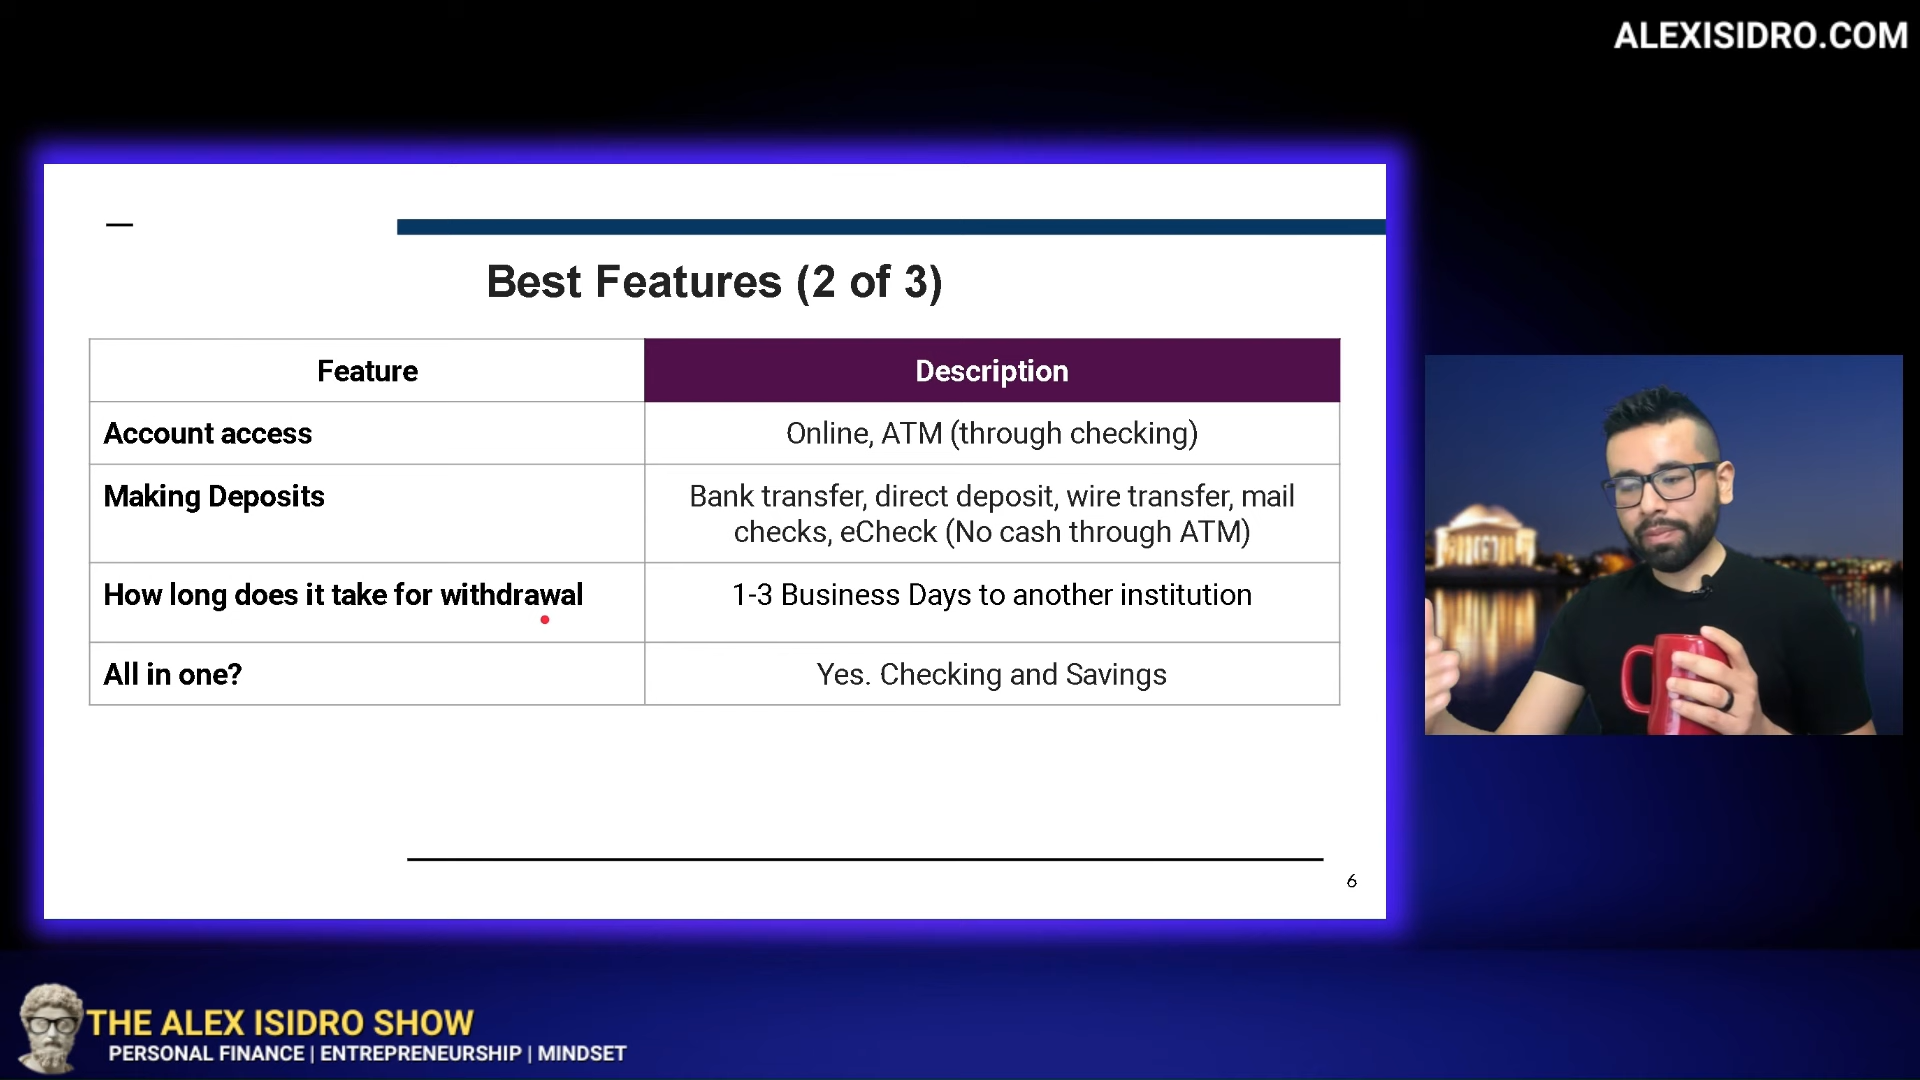 ALEXISIDRO.COM
Best Features (2 of 3)
Feature
Description
Account access
Online, ATM (through checking)
Making Deposits
Bank transfer, direct deposit, wire transfer, mail
checks, eCheck (No cash through ATM)
How long does it take for withdrawal
1-3 Business Days to another institution
All in one?
Yes. Checking and Savings
6
THE ALEX ISIDRO SHOW
PERSONAL FINANCE | ENTREPRENEURSHIP | MINDSET